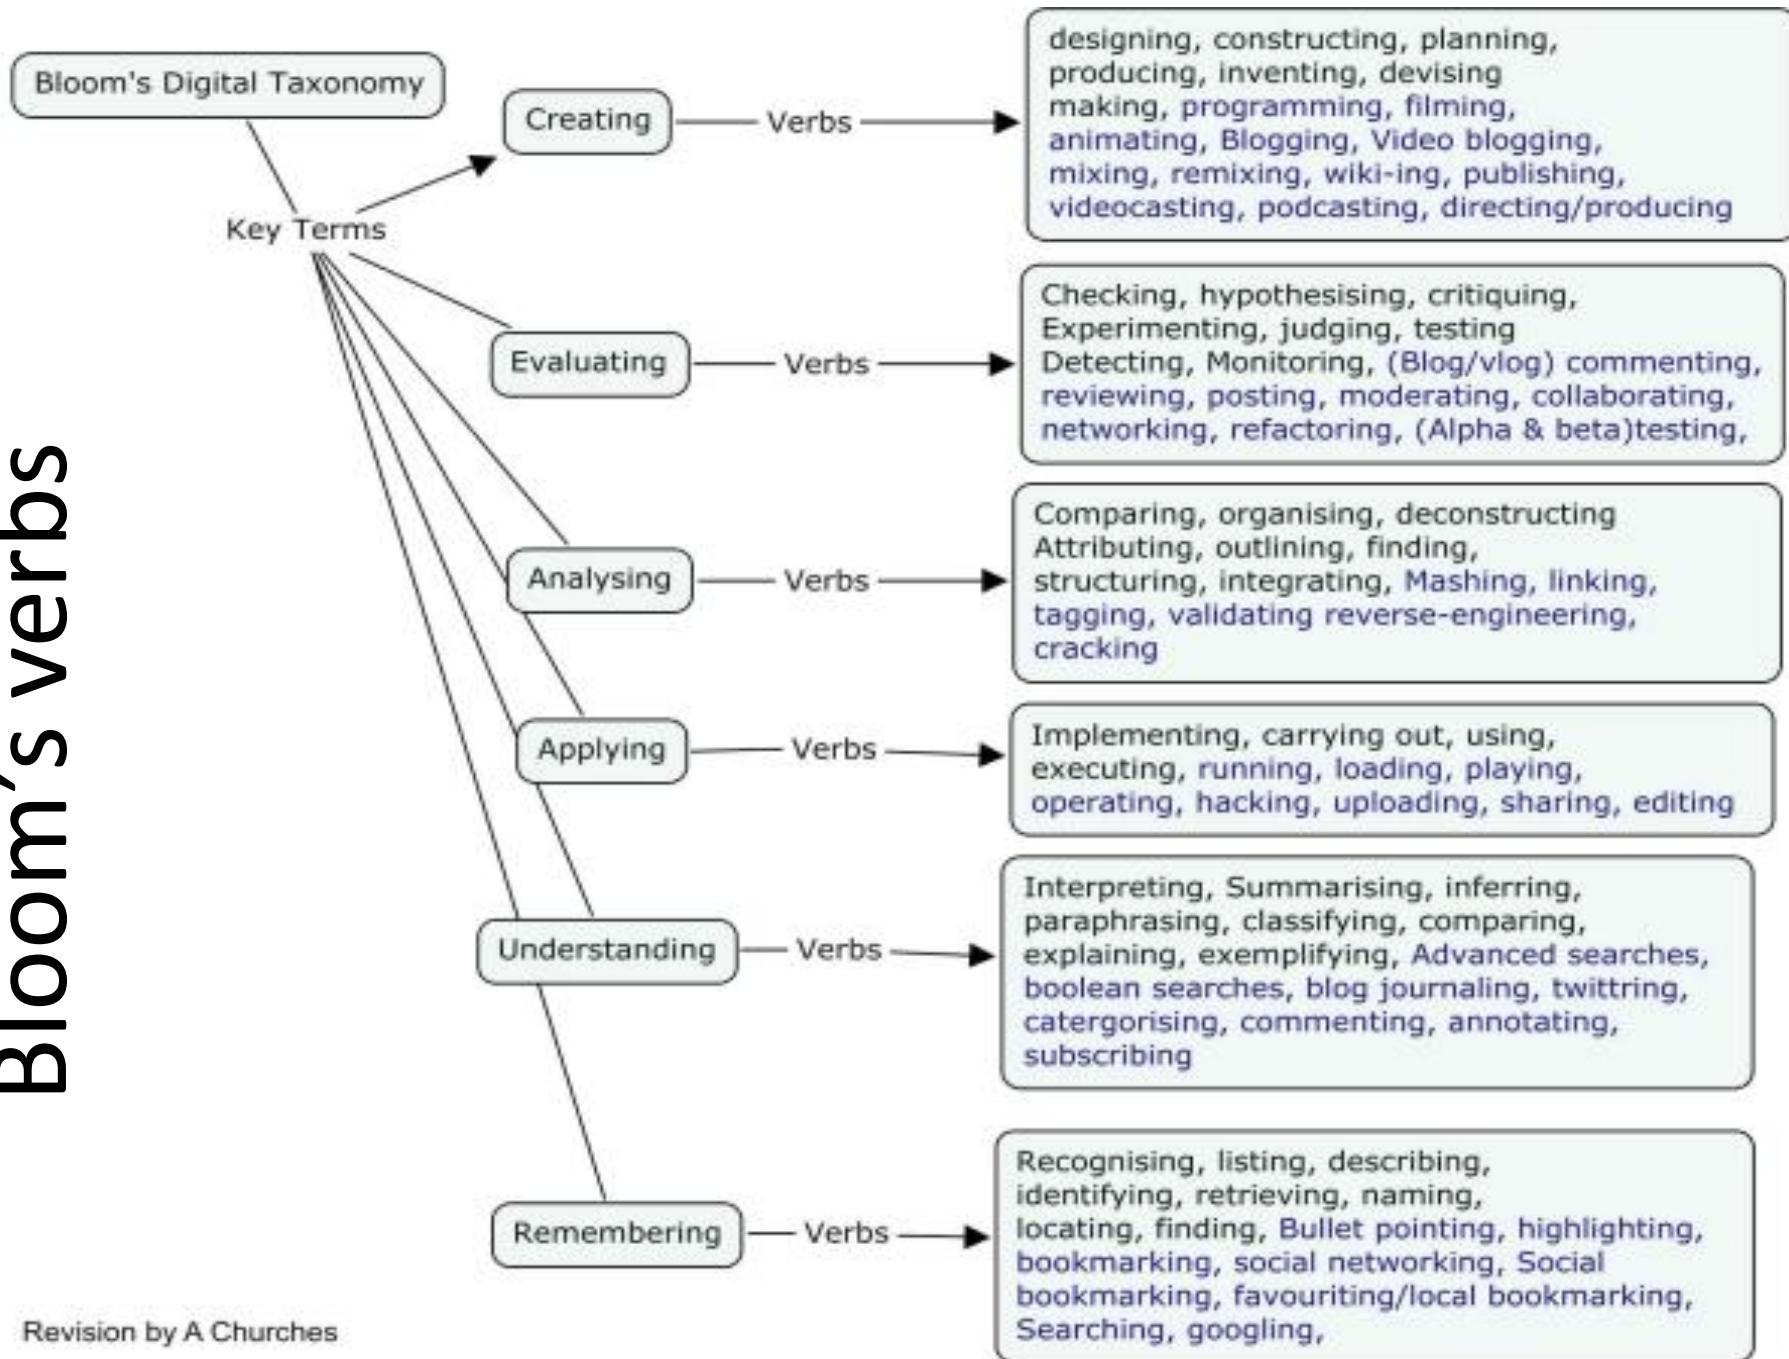 Bloom´s verbs
Bloom's Digital Taxonomy
Key Terms
Creating
Verbs
designing, constructing, planning,
producing, inventing, devising
making, programming, filming,
animating, Blogging, Video blogging,
mixing, remixing, wiki-ing, publishing,
videocasting, podcasting, directing/producing
Evaluating
Verbs
Checking, hypothesising, critiquing,
Experimenting, judging, testing
Detecting, Monitoring, (Blog/vlog) commenting,
reviewing, posting, moderating, collaborating,
networking, refactoring, (Alpha & beta)testing,
Analysing
Verbs
Comparing, organising, deconstructing
Attributing, outlining, finding,
structuring, integrating, Mashing, linking,
tagging, validating reverse-engineering,
cracking
Applying
Verbs
Implementing, carrying out, using,
executing, running, loading, playing,
operating, hacking, uploading, sharing, editing
Understanding
Verbs
Interpreting, Summarising, inferring,
paraphrasing, classifying, comparing,
explaining, exemplifying, Advanced searches,
boolean searches, blog journaling, twittring,
catergorising, commenting, annotating,
subscribing
Remembering
Verbs
Recognising, listing, describing,
identifying, retrieving, naming,
locating, finding, Bullet pointing, highlighting,
bookmarking, social networking, Social
bookmarking, favouriting/local bookmarking,
Searching, googling,
Revision by A Churches